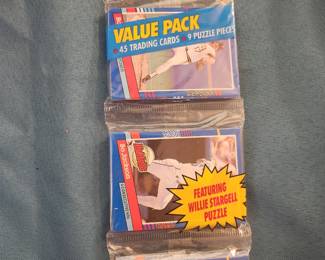 VALUE PACK
45 TRADING CARDS • 9 PUZZLE PIECES
FEATURING
WILLIE STARGELL
PUZZLE